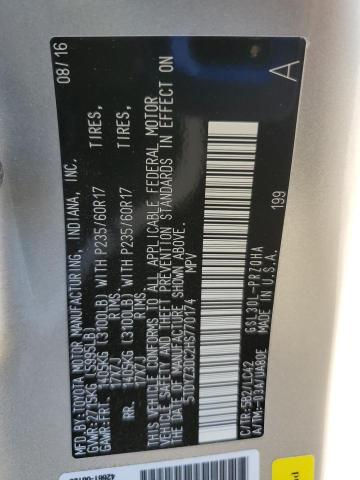 MFD. BY: TOYOTA MOTOR MANUFACTURING, INDIANA, INC. 08/16
GVWR: 2715KG (5995LB)
GAWR: FRT. 1405KG (3100LB) WITH P235/60R17 TIRES,
17X7J RIMS
RR. 1405KG (3100LB) WITH P235/60R17 TIRES,
17X7J RIMS
THIS VEHICLE CONFORMS TO ALL APPLICABLE FEDERAL MOTOR
VEHICLE SAFETY AND THEFT PREVENTION STANDARDS IN EFFECT ON
THE DATE OF MANUFACTURE SHOWN ABOVE.
5TDYZ3DC2HS770174 MPV
A
C/TR: 5B2/LC42 GSL30L-PRZQHA
A/TM: -03A/UA80E MADE IN U.S.A.
199